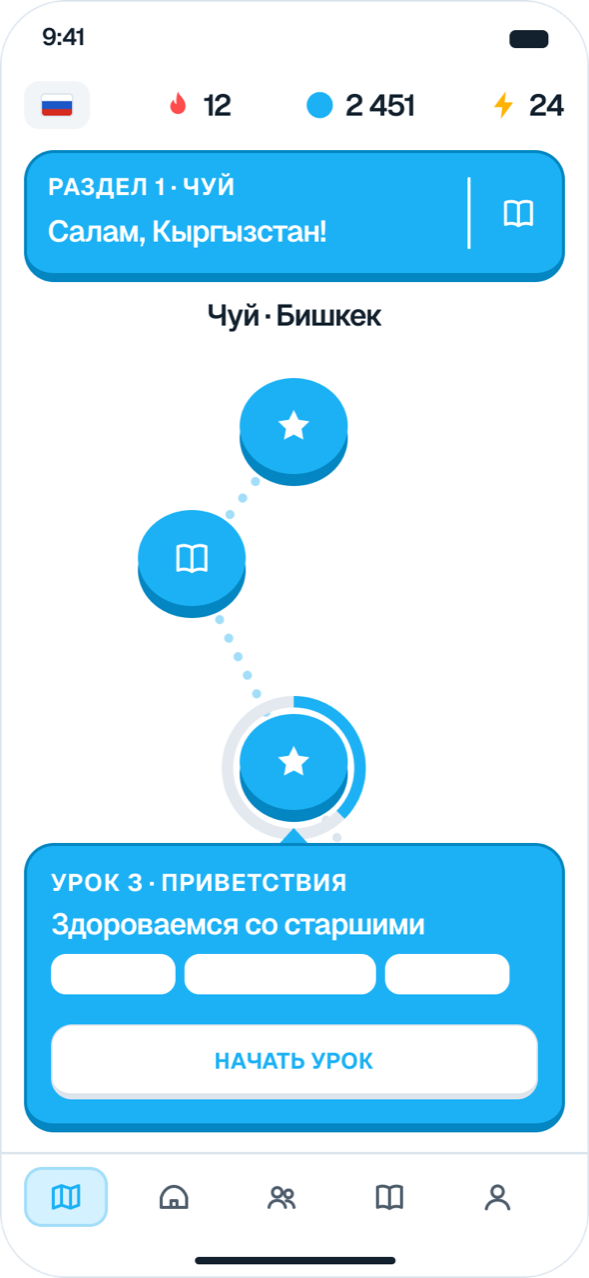 9:41
12
2 451
24
РАЗДЕЛ 1 · ЧУЙ
Салам, Кыргызстан!
Чуй · Бишкек
УРОК 3 · ПРИВЕТСТВИЯ
Здороваемся со старшими
НАЧАТЬ УРОК